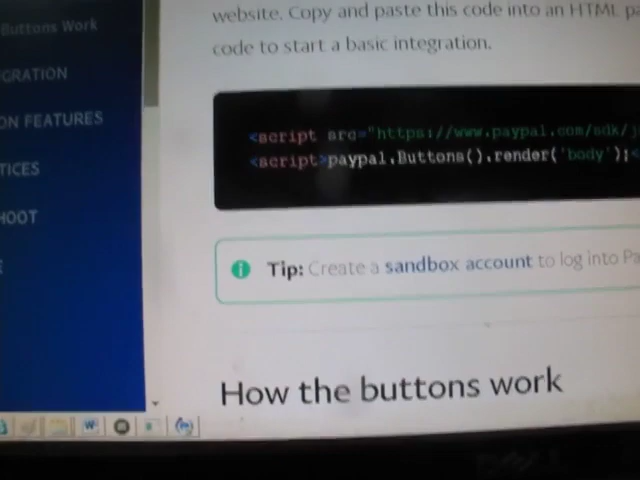 Buttons Work
GRATION
ON FEATURES
TICES
HOOT
website. Copy and paste this code into an HTML pa
code to start a basic integration.
<script src="https://www.paypal.com/sdk/j
<script>paypal.Buttons().render('body');<
Tip: Create a sandbox account to log into Pa
How the buttons work
W